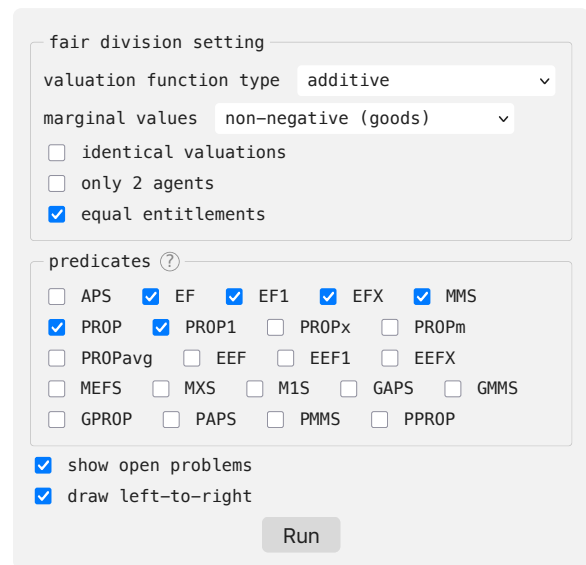 fair division setting
valuation function type additive
marginal values non-negative (goods)
identical valuations
only 2 agents
equal entitlements
predicates ?
APS EF EF1 EFX MMS
PROP PROP1 PROPx PROPm
PROPavg EEF EEF1 EEFX
MEFS MXS M1S GAPS GMMS
GPROP PAPS PMMS PPROP
show open problems
draw left-to-right
Run